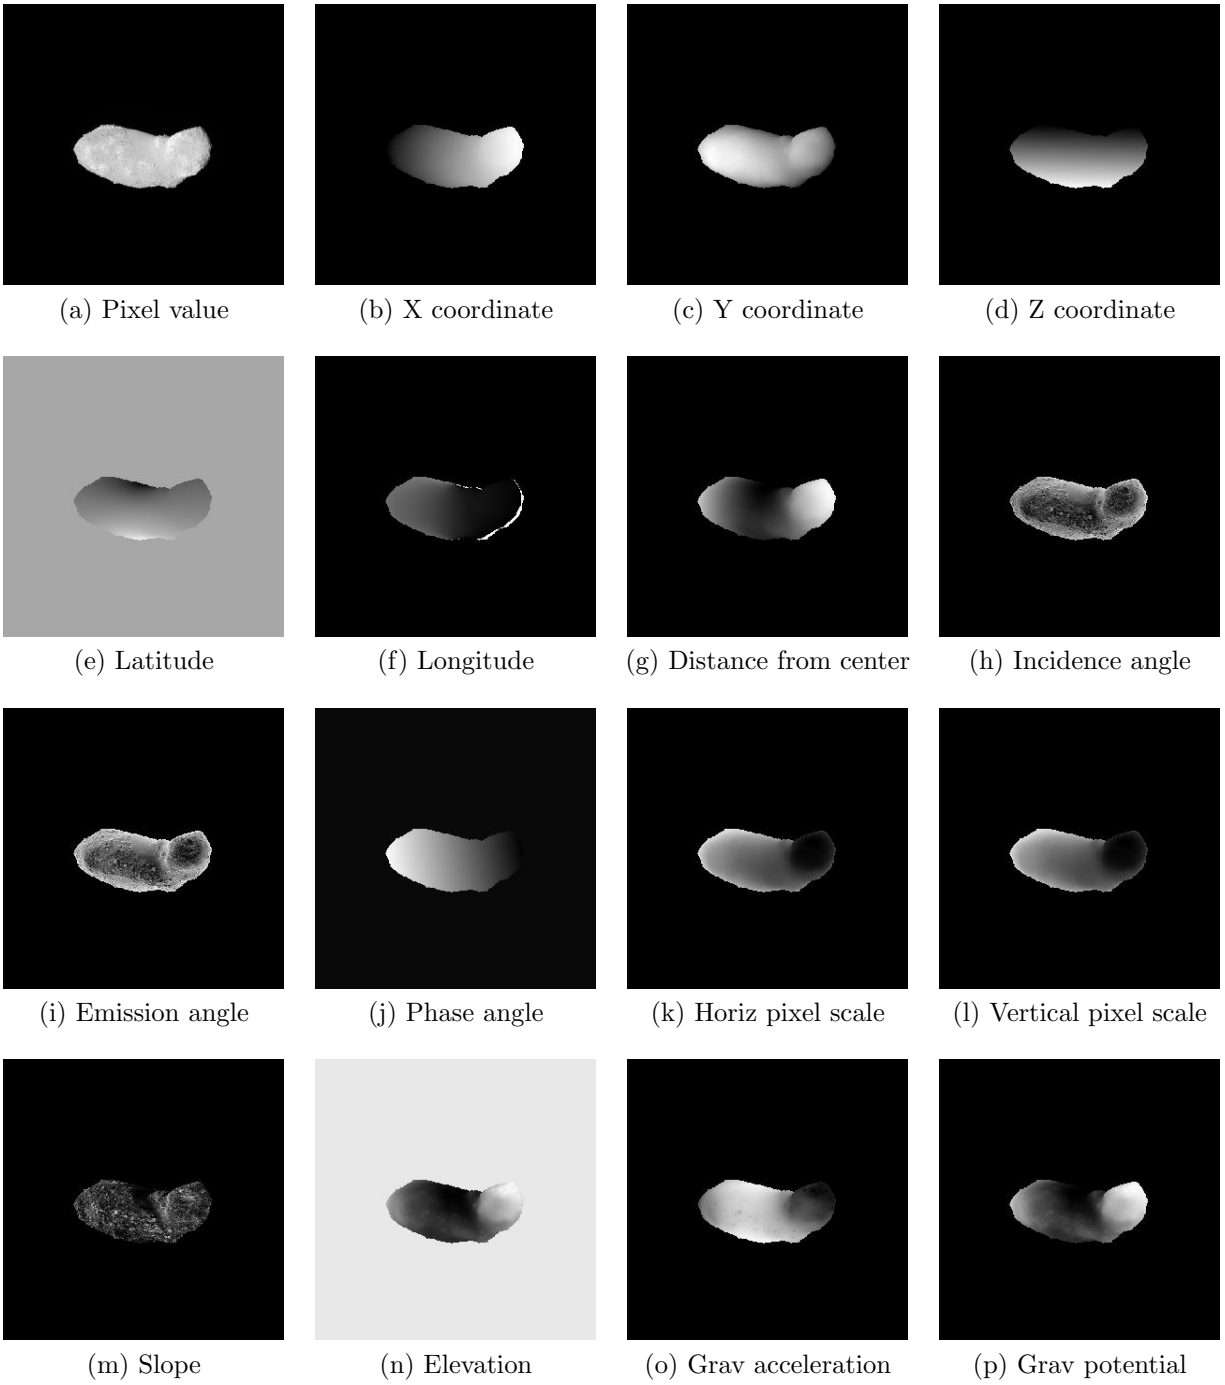 (a) Pixel value
(b) X coordinate
(c) Y coordinate
(d) Z coordinate
(e) Latitude
(f) Longitude
(g) Distance from center
(h) Incidence angle
(i) Emission angle
(j) Phase angle
(k) Horiz pixel scale
(l) Vertical pixel scale
(m) Slope
(n) Elevation
(o) Grav acceleration
(p) Grav potential